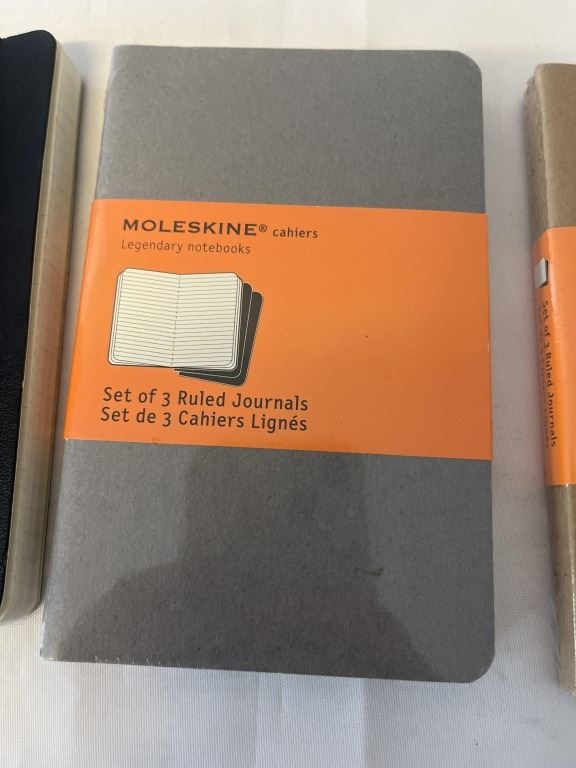 MOLESKINE® cahiers
Legendary notebooks
Set of 3 Ruled Journals
Set de 3 Cahiers Lignés
Set of 3 Ruled Journals